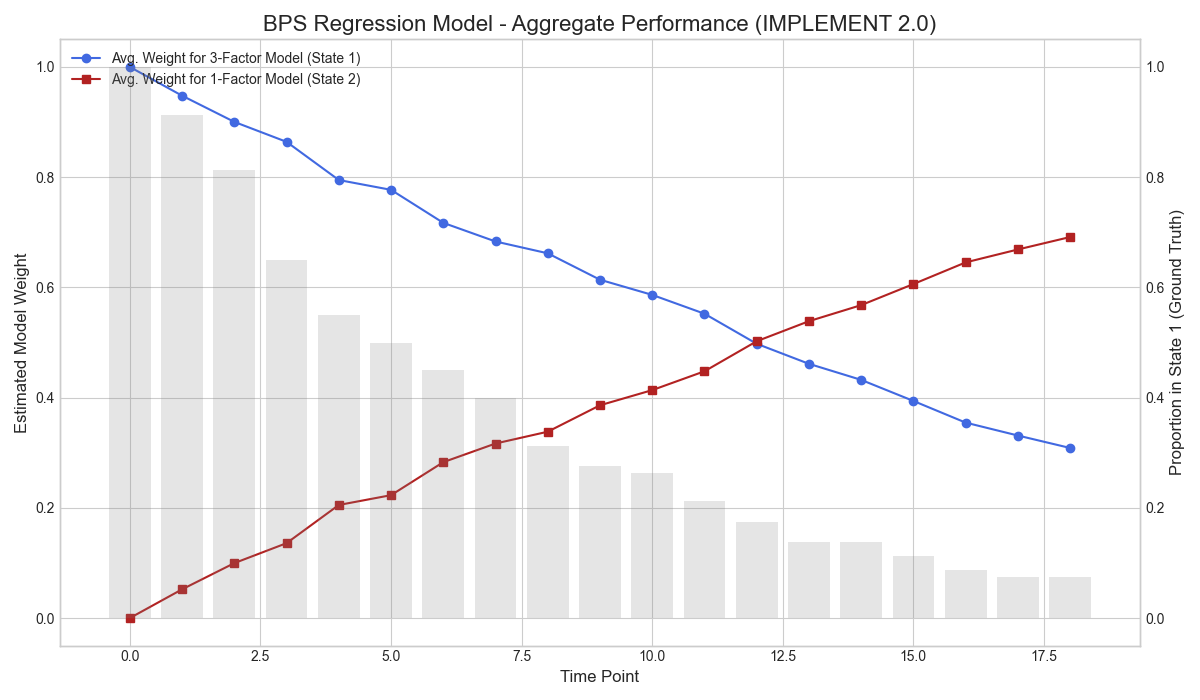 BPS Regression Model - Aggregate Performance (IMPLEMENT 2.0)
Avg. Weight for 3-Factor Model (State 1)
Avg. Weight for 1-Factor Model (State 2)
Estimated Model Weight
1.0
0.8
0.6
0.4
0.2
0.0
Proportion in State 1 (Ground Truth)
1.0
0.8
0.6
0.4
0.2
0.0
0.0 2.5 5.0 7.5 10.0 12.5 15.0 17.5
Time Point